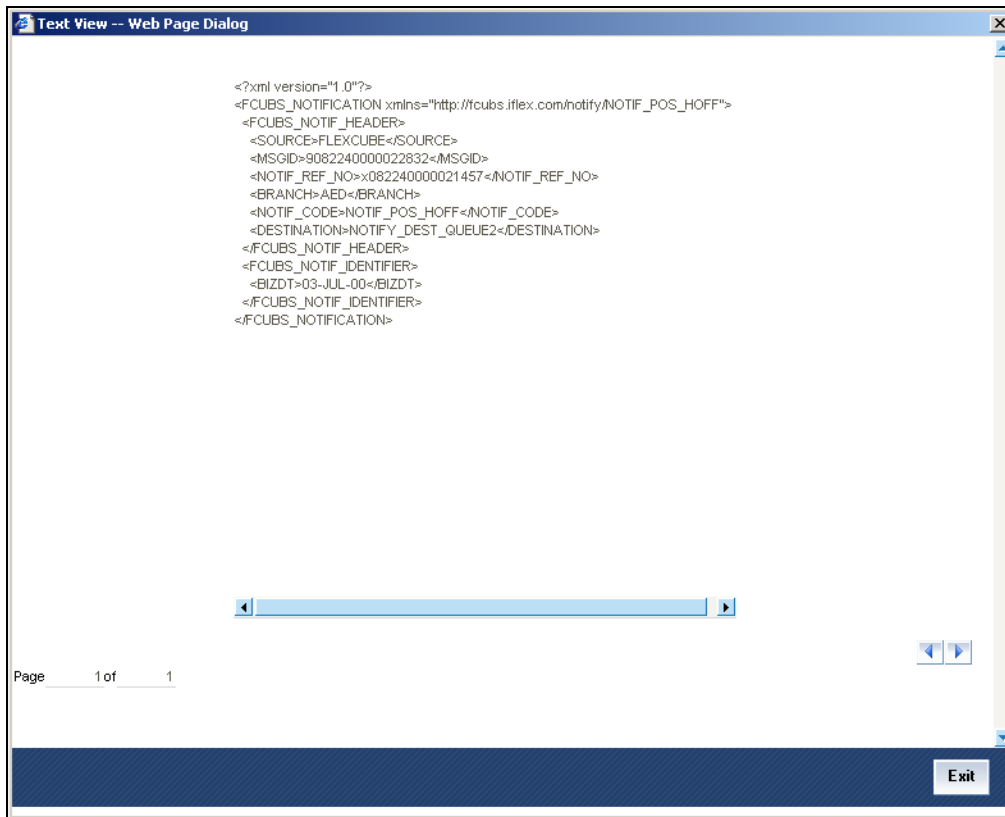 Text View -- Web Page Dialog
<?xml version="1.0"?>
<FCUBS_NOTIFICATION xmlns="http://fcubs.iflex.com/notify/NOTIF_POS_HOFF">
<FCUBS_NOTIF_HEADER>
<SOURCE>FLEXCUBE</SOURCE>
<MSGID>9082240000022832</MSGID>
<NOTIF_REF_NO>x082240000021457</NOTIF_REF_NO>
<BRANCH>AED</BRANCH>
<NOTIF_CODE>NOTIF_POS_HOFF</NOTIF_CODE>
<DESTINATION>NOTIFY_DEST_QUEUE2</DESTINATION>
</FCUBS_NOTIF_HEADER>
<FCUBS_NOTIF_IDENTIFIER>
<BIZDT>03-JUL-00</BIZDT>
</FCUBS_NOTIF_IDENTIFIER>
</FCUBS_NOTIFICATION>
Page 1 of 1
Exit